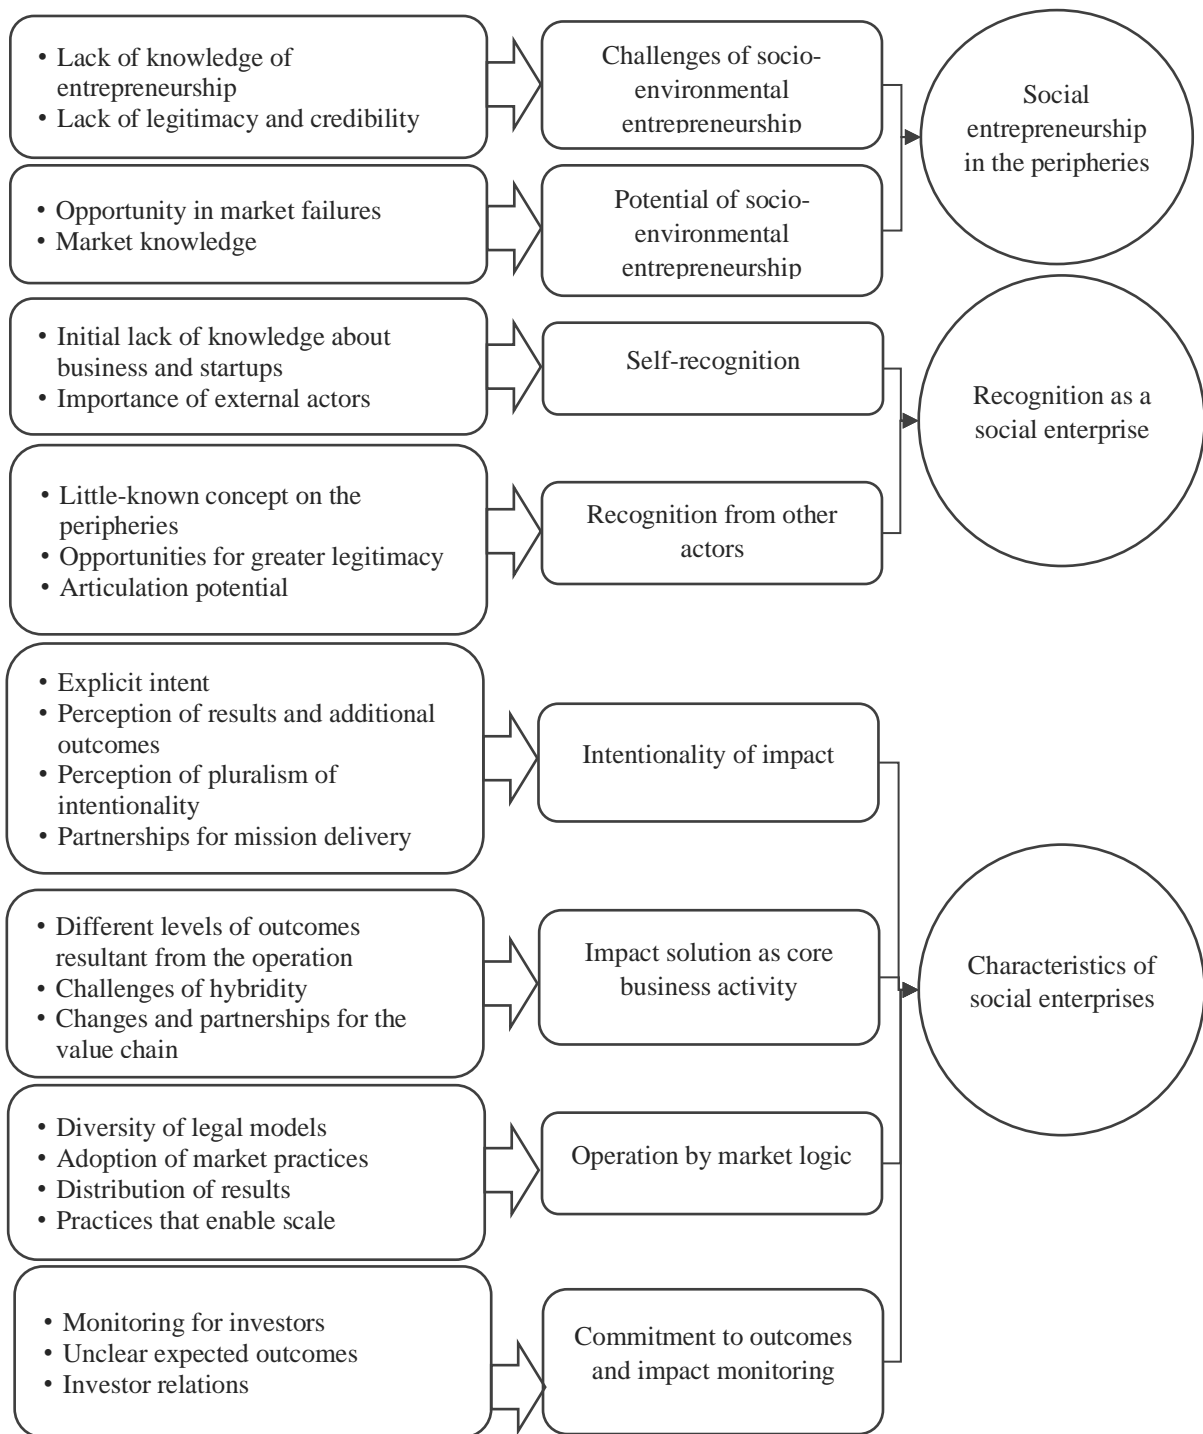 • Lack of knowledge of
entrepreneurship
• Lack of legitimacy and credibility
Challenges of socio-
environmental
entrepreneurship
Social
entrepreneurship
in the peripheries
• Opportunity in market failures
• Market knowledge
Potential of socio-
environmental
entrepreneurship
• Initial lack of knowledge about
business and startups
• Importance of external actors
Self-recognition
Recognition as a
social enterprise
• Little-known concept on the
peripheries
• Opportunities for greater legitimacy
• Articulation potential
Recognition from other
actors
• Explicit intent
• Perception of results and additional
outcomes
• Perception of pluralism of
intentionality
• Partnerships for mission delivery
Intentionality of impact
• Different levels of outcomes
resultant from the operation
• Challenges of hybridity
• Changes and partnerships for the
value chain
Impact solution as core
business activity
Characteristics of
social enterprises
• Diversity of legal models
• Adoption of market practices
• Distribution of results
• Practices that enable scale
Operation by market logic
• Monitoring for investors
• Unclear expected outcomes
• Investor relations
Commitment to outcomes
and impact monitoring